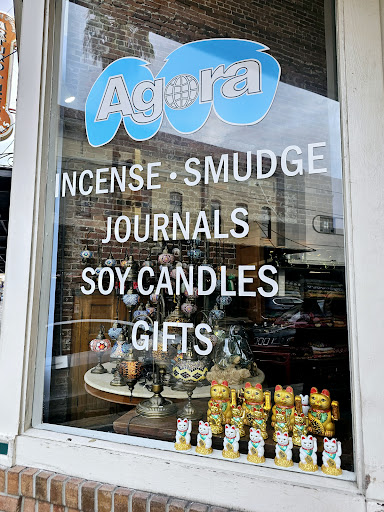 Agora
INCENSE • SMUDGE
JOURNALS
SOY CANDLES
GIFTS